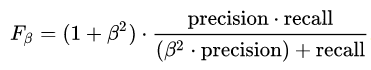 F_β = (1 + β²) · (precision · recall) / ((β² · precision) + recall)